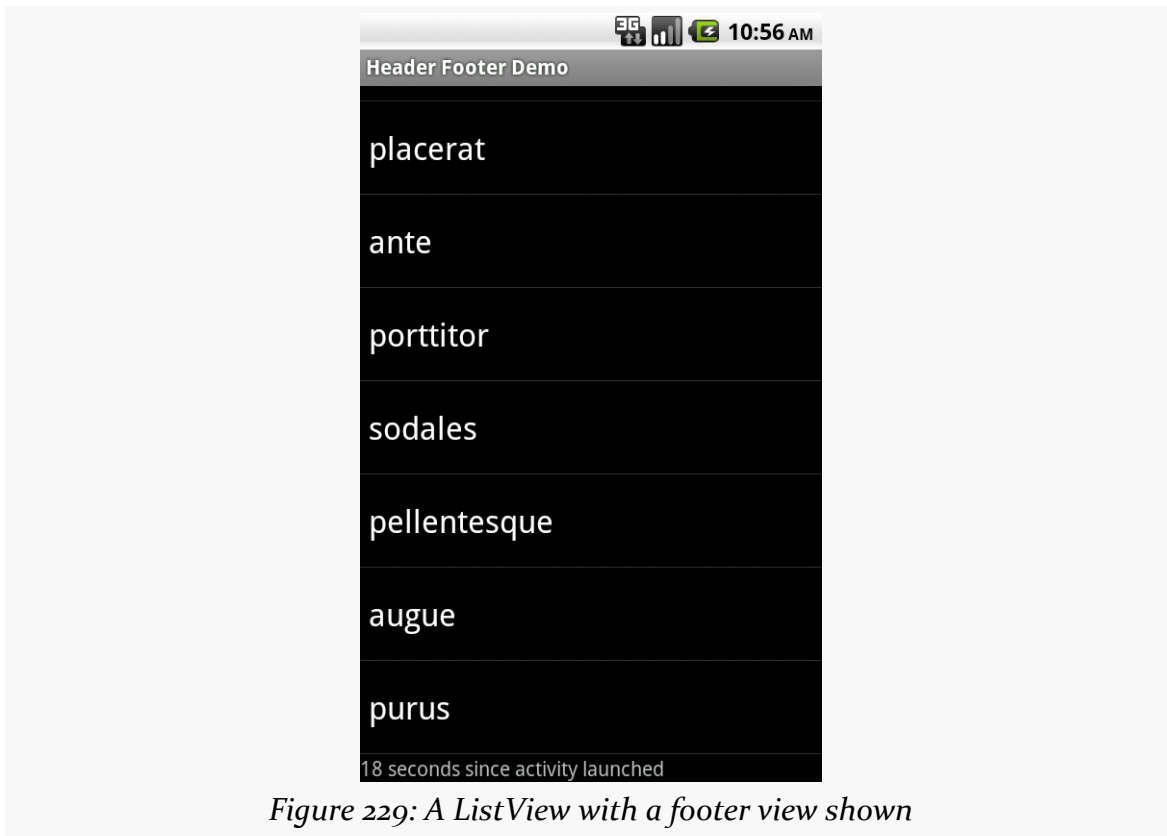 3G 10:56 AM
Header Footer Demo
placerat
ante
porttitor
sodales
pellentesque
augue
purus
18 seconds since activity launched
Figure 229: A ListView with a footer view shown